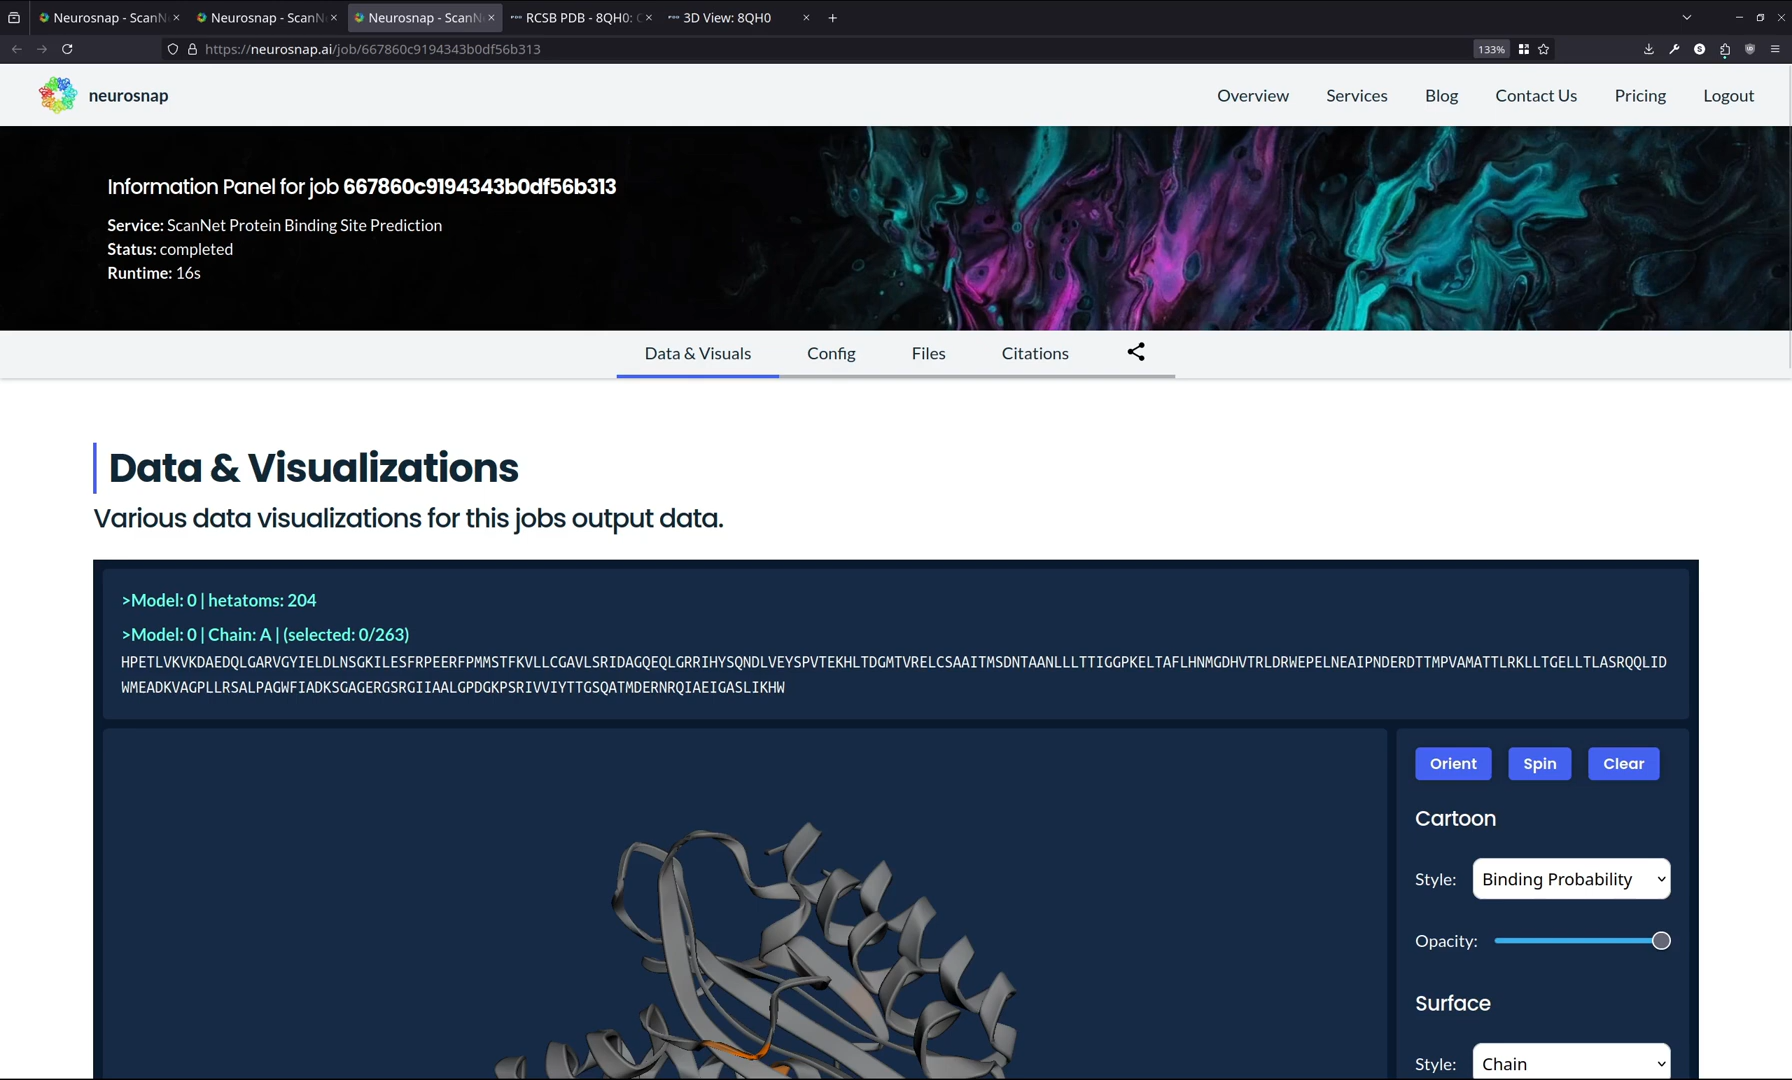 Neurosnap - ScanN
Neurosnap - ScanN
Neurosnap - ScanN
RCSB PDB - 8QH0: C
3D View: 8QH0
https://neurosnap.ai/job/667860c9194343b0df56b313
133%
neurosnap
Overview
Services
Blog
Contact Us
Pricing
Logout
Information Panel for job 667860c9194343b0df56b313
Service: ScanNet Protein Binding Site Prediction
Status: completed
Runtime: 16s
Data & Visuals
Config
Files
Citations
Data & Visualizations
Various data visualizations for this jobs output data.
>Model: 0 | hetatoms: 204
>Model: 0 | Chain: A | (selected: 0/263)
HPETLVKVKDAEDQLGARVGYIELDLNSGKILESFRPEERFPMMSTFKVLLCGAVLSRIDAGQEQLGRRIHYSQNDLVEYSPVTEKHLTDGMTVRELCSAAITMSDNTAANLLLTTIGGPKELTAFLHNMGDHVTRLDRWEPELNEAIPNDERDTTMPVAMATTLRKLLTGELLTLASRQQLID
WMEADKVAGPLLRSALPAGWFIADKSGAGERGSRGIIAALGPDGKPSRIVVIYTTGSQATMDERNRQIAEIGASLIKHW
Orient
Spin
Clear
Cartoon
Style:
Binding Probability
Opacity:
Surface
Style:
Chain